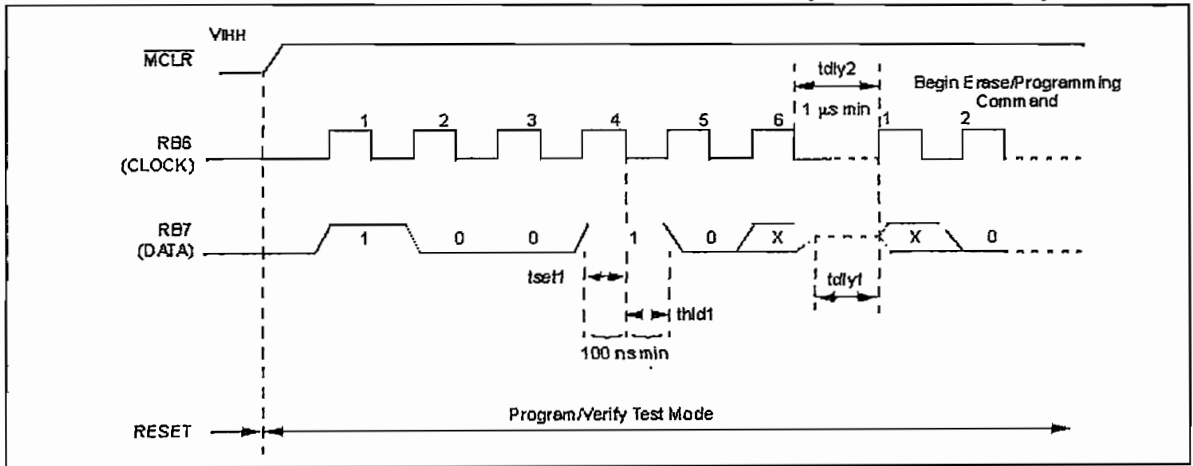 VIHH
MCLR
tdly2
Begin Erase/Programming
Command
1 µs min
1 2 3 4 5 6 1 2
RB6
(CLOCK)
RB7
(DATA)
1 0 0 1 0 X X 0
tset1
tdly1
thld1
100 ns min
RESET
Program/Verify Test Mode